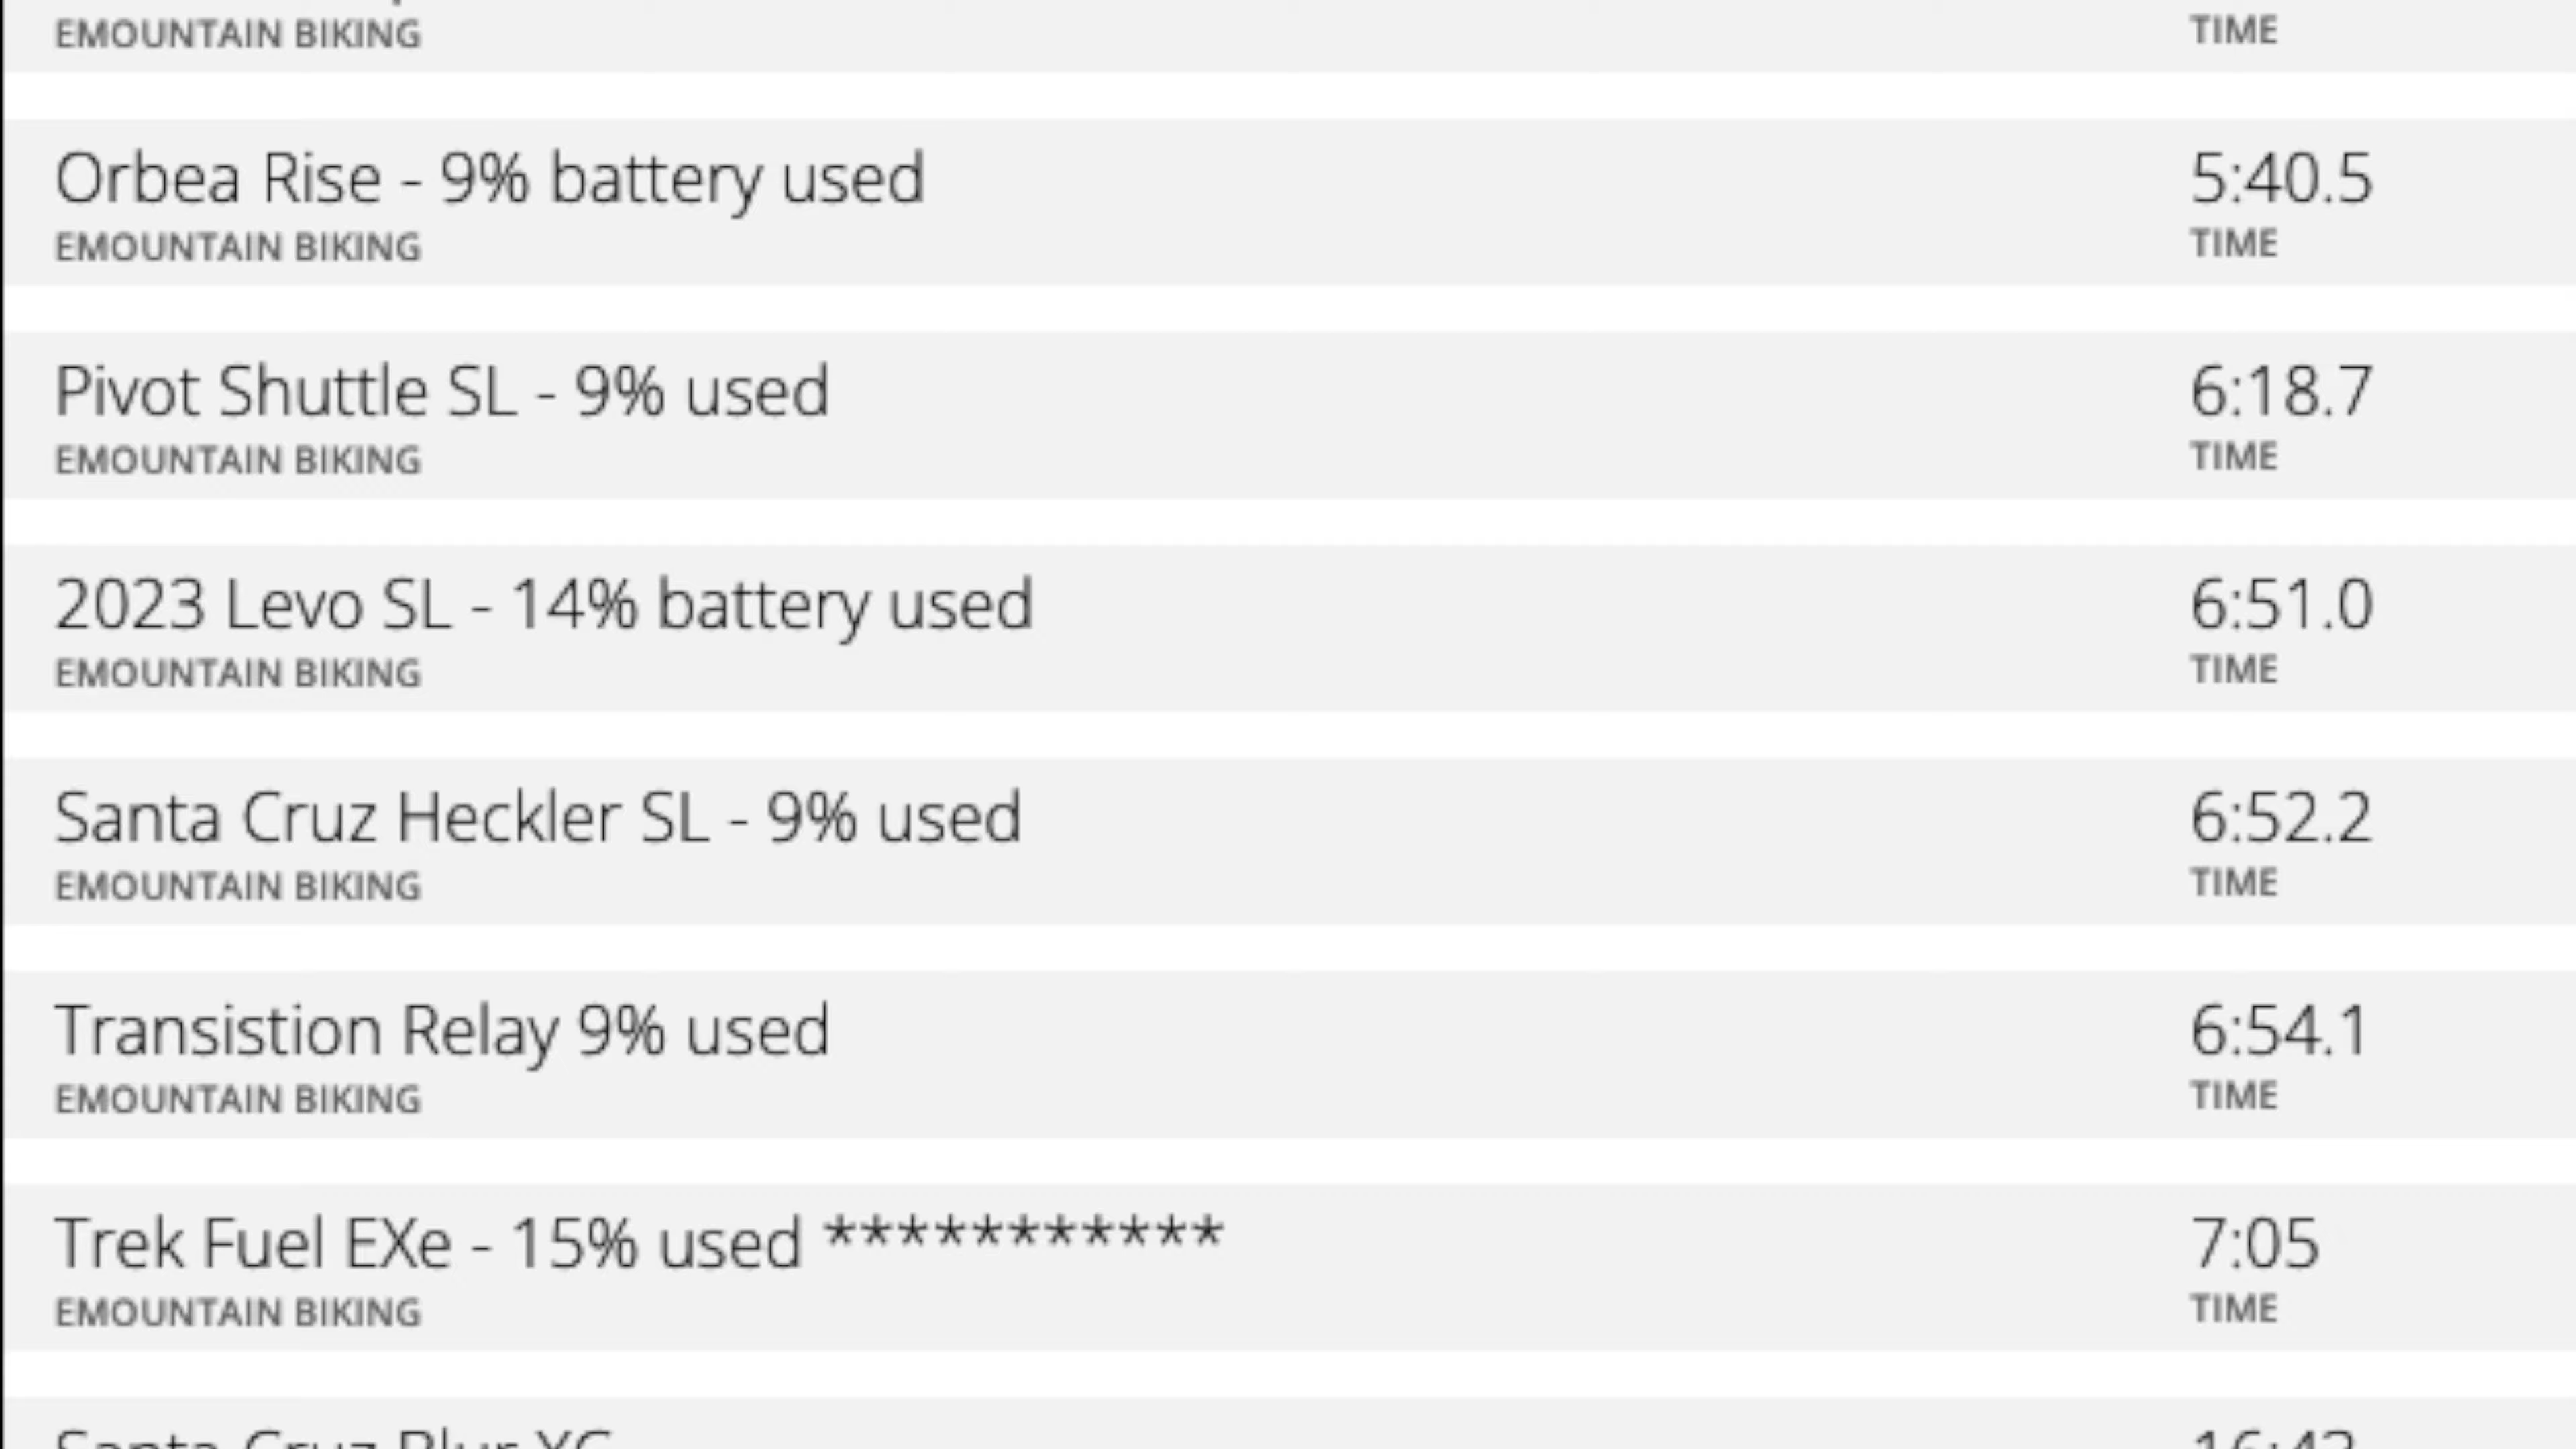 EMOUNTAIN BIKING TIME
Orbea Rise - 9% battery used 5:40.5
EMOUNTAIN BIKING TIME
Pivot Shuttle SL - 9% used 6:18.7
EMOUNTAIN BIKING TIME
2023 Levo SL - 14% battery used 6:51.0
EMOUNTAIN BIKING TIME
Santa Cruz Heckler SL - 9% used 6:52.2
EMOUNTAIN BIKING TIME
Transistion Relay 9% used 6:54.1
EMOUNTAIN BIKING TIME
Trek Fuel EXe - 15% used *********** 7:05
EMOUNTAIN BIKING TIME
Santa Cruz Blur